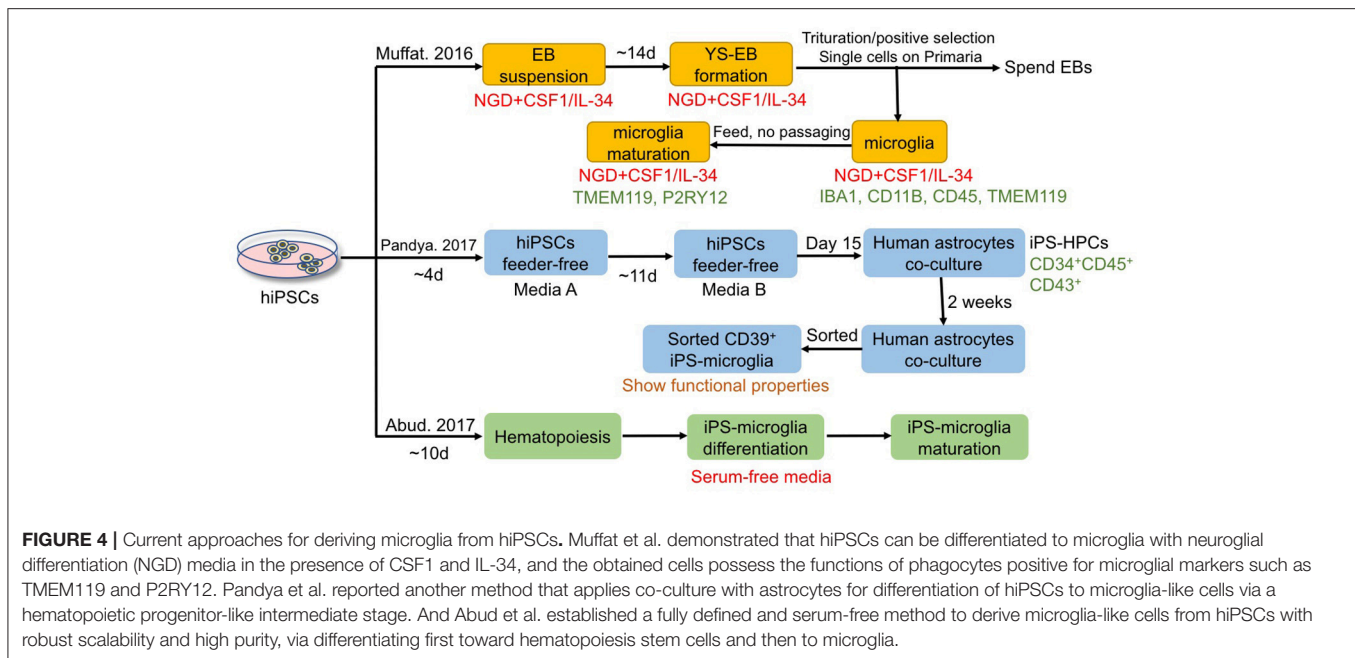 Muffat. 2016
EB
suspension
NGD+CSF1/IL-34
~14d
YS-EB
formation
NGD+CSF1/IL-34
Trituration/positive selection
Single cells on Primaria
Spend EBs
microglia
NGD+CSF1/IL-34
IBA1, CD11B, CD45, TMEM119
Feed, no passaging
microglia
maturation
NGD+CSF1/IL-34
TMEM119, P2RY12
hiPSCs
Pandya. 2017
~4d
hiPSCs
feeder-free
Media A
~11d
hiPSCs
feeder-free
Media B
Day 15
Human astrocytes
co-culture
iPS-HPCs
CD34⁺CD45⁺
CD43⁺
2 weeks
Human astrocytes
co-culture
Sorted
Sorted CD39⁺
iPS-microglia
Show functional properties
Abud. 2017
~10d
Hematopoiesis
iPS-microglia
differentiation
Serum-free media
iPS-microglia
maturation
FIGURE 4 | Current approaches for deriving microglia from hiPSCs. Muffat et al. demonstrated that hiPSCs can be differentiated to microglia with neuroglial
differentiation (NGD) media in the presence of CSF1 and IL-34, and the obtained cells possess the functions of phagocytes positive for microglial markers such as
TMEM119 and P2RY12. Pandya et al. reported another method that applies co-culture with astrocytes for differentiation of hiPSCs to microglia-like cells via a
hematopoietic progenitor-like intermediate stage. And Abud et al. established a fully defined and serum-free method to derive microglia-like cells from hiPSCs with
robust scalability and high purity, via differentiating first toward hematopoiesis stem cells and then to microglia.